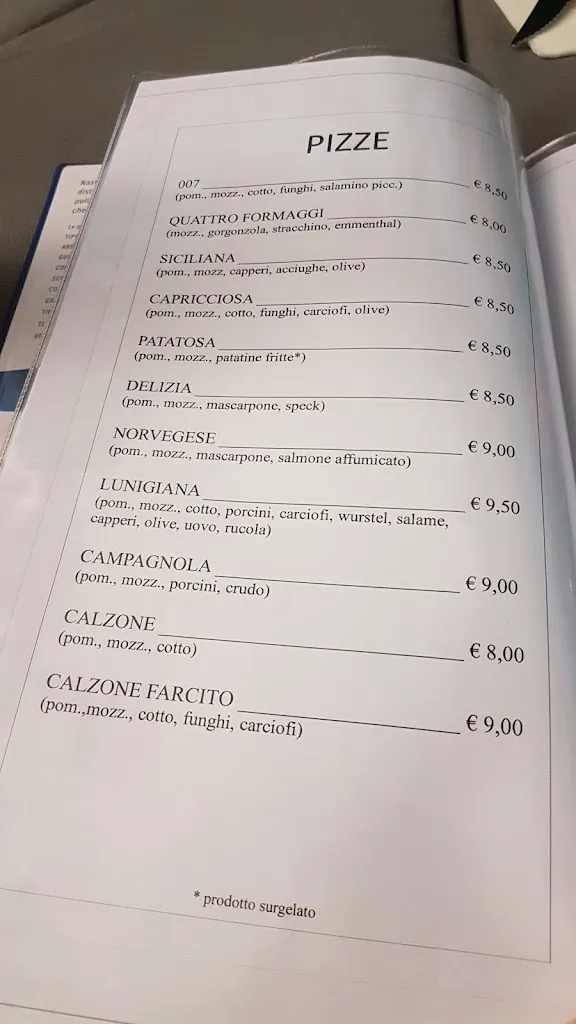 PIZZE
007 € 8,50
(pom., mozz., cotto, funghi, salamino picc.)
QUATTRO FORMAGGI € 8,00
(mozz., gorgonzola, stracchino, emmenthal)
SICILIANA € 8,50
(pom., mozz, capperi, acciughe, olive)
CAPRICCIOSA € 8,50
(pom., mozz., cotto, funghi, carciofi, olive)
PATATOSA € 8,50
(pom., mozz., patatine fritte*)
DELIZIA € 8,50
(pom., mozz., mascarpone, speck)
NORVEGESE € 9,00
(pom., mozz., mascarpone, salmone affumicato)
LUNIGIANA € 9,50
(pom., mozz., cotto, porcini, carciofi, wurstel, salame,
capperi, olive, uovo, rucola)
CAMPAGNOLA € 9,00
(pom., mozz., porcini, crudo)
CALZONE € 8,00
(pom., mozz., cotto)
CALZONE FARCITO € 9,00
(pom.,mozz., cotto, funghi, carciofi)
* prodotto surgelato